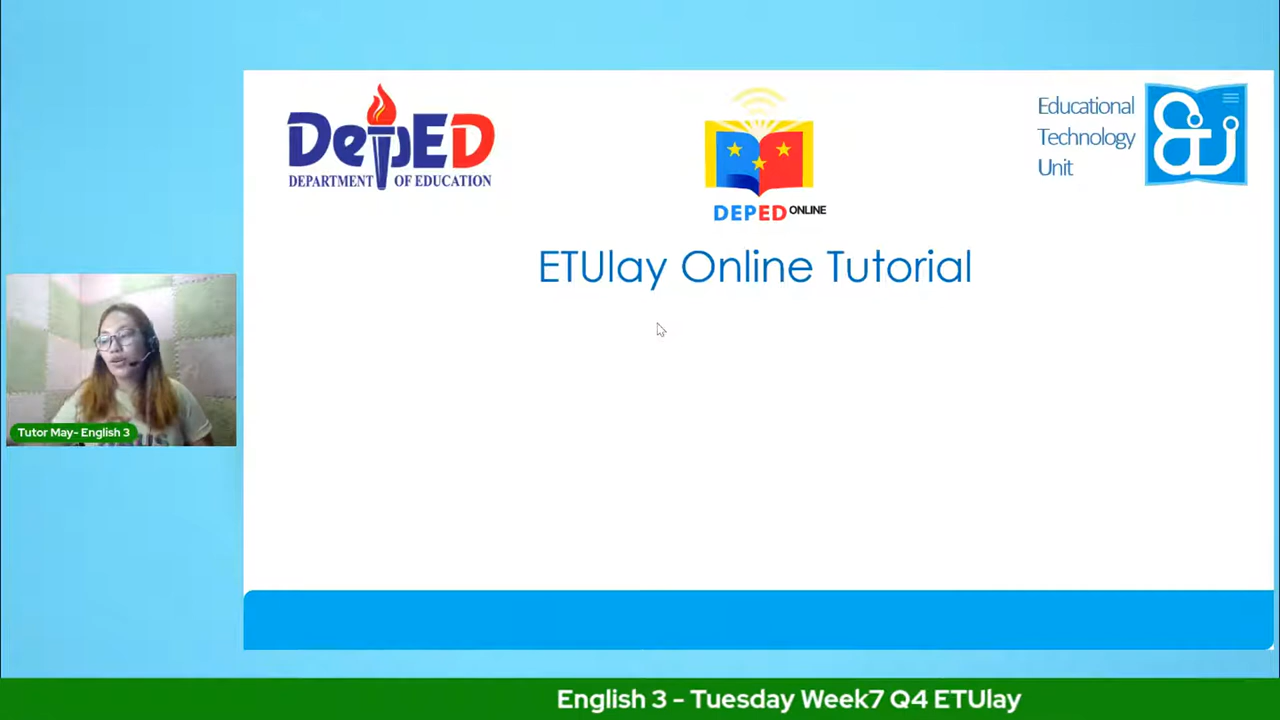 DepED
DEPARTMENT OF EDUCATION
DEPED ONLINE
Educational
Technology
Unit
ETUlay Online Tutorial
Tutor May- English 3
English 3 - Tuesday Week7 Q4 ETUlay